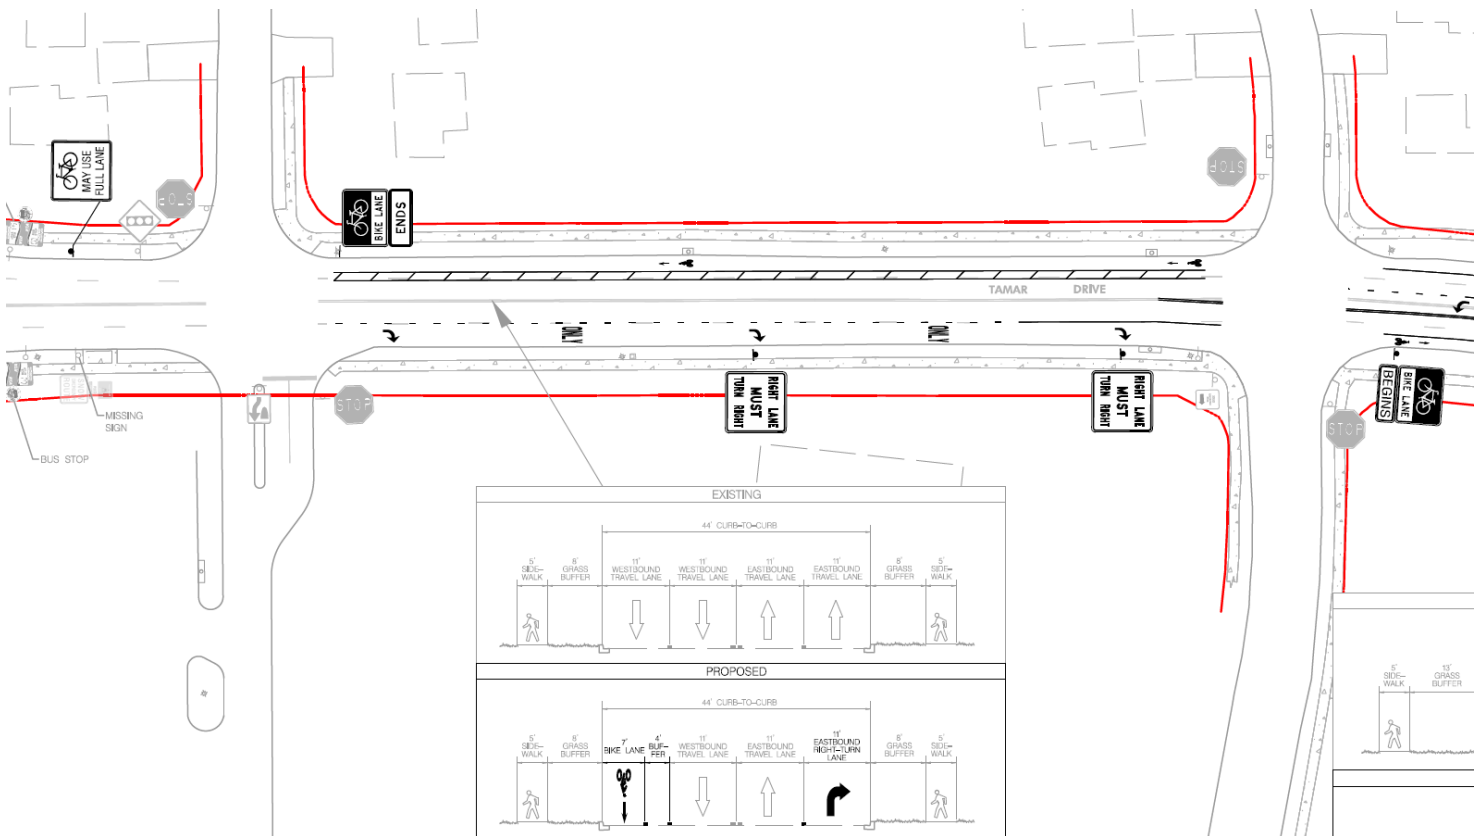 MAY USE
FULL LANE
STOP
BIKE LANE
ENDS
STOP
TAMAR DRIVE
ONLY
ONLY
MISSING
SIGN
BUS STOP
STOP
RIGHT LANE
MUST
TURN RIGHT
RIGHT LANE
MUST
TURN RIGHT
BIKE LANE
BEGINS
STOP
EXISTING
44' CURB-TO-CURB
5'
SIDE-
WALK
8'
GRASS
BUFFER
11'
WESTBOUND
TRAVEL LANE
11'
WESTBOUND
TRAVEL LANE
11'
EASTBOUND
TRAVEL LANE
11'
EASTBOUND
TRAVEL LANE
8'
GRASS
BUFFER
5'
SIDE-
WALK
PROPOSED
44' CURB-TO-CURB
5'
SIDE-
WALK
8'
GRASS
BUFFER
7'
BIKE LANE
4'
BUF-
FER
11'
WESTBOUND
TRAVEL LANE
11'
EASTBOUND
TRAVEL LANE
11'
EASTBOUND
RIGHT-TURN
LANE
8'
GRASS
BUFFER
5'
SIDE-
WALK
5'
SIDE-
WALK
13'
GRASS
BUFFER